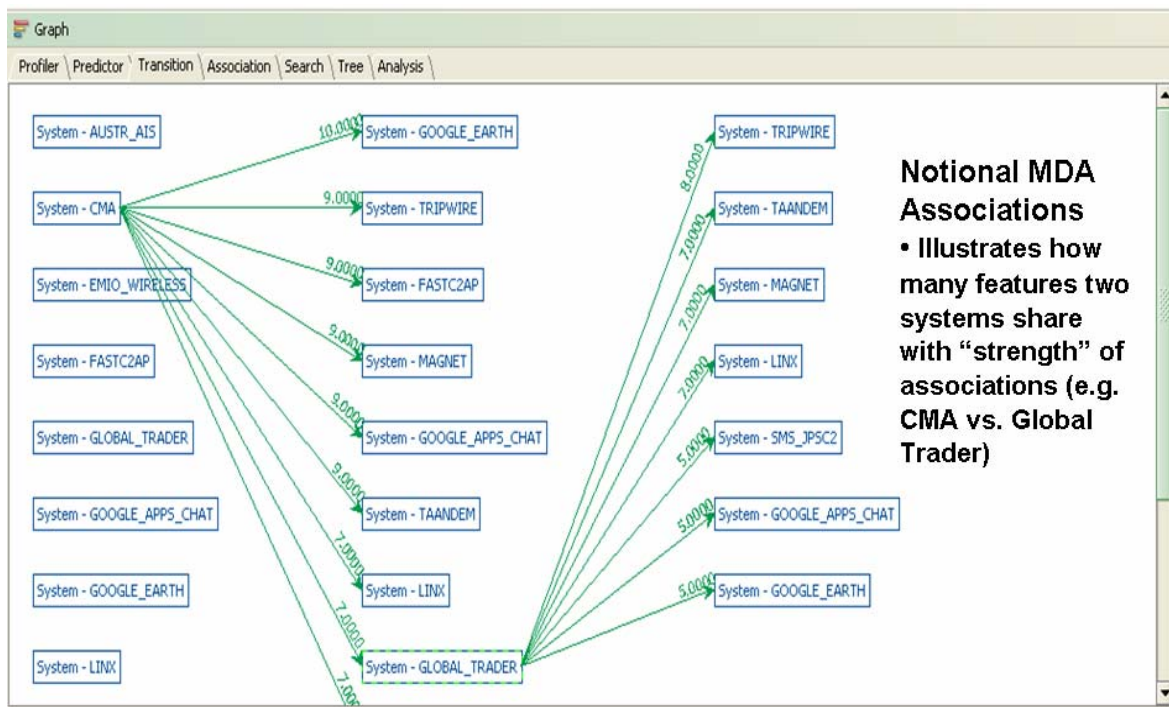 Graph
Profiler \ Predictor \ Transition \ Association \ Search \ Tree \ Analysis \
System - AUSTR_AIS
System - CMA
System - EMIO_WIRELESS
System - FASTC2AP
System - GLOBAL_TRADER
System - GOOGLE_APPS_CHAT
System - GOOGLE_EARTH
System - LINX
10.0000
9.0000
9.0000
9.0000
9.0000
9.0000
7.0000
7.0000
7.000
System - GOOGLE_EARTH
System - TRIPWIRE
System - FASTC2AP
System - MAGNET
System - GOOGLE_APPS_CHAT
System - TAANDEM
System - LINX
System - GLOBAL_TRADER
8.0000
7.0000
7.0000
7.0000
5.0000
5.0000
5.0000
System - TRIPWIRE
System - TAANDEM
System - MAGNET
System - LINX
System - SMS_JPSC2
System - GOOGLE_APPS_CHAT
System - GOOGLE_EARTH
Notional MDA
Associations
• Illustrates how
many features two
systems share
with “strength” of
associations (e.g.
CMA vs. Global
Trader)